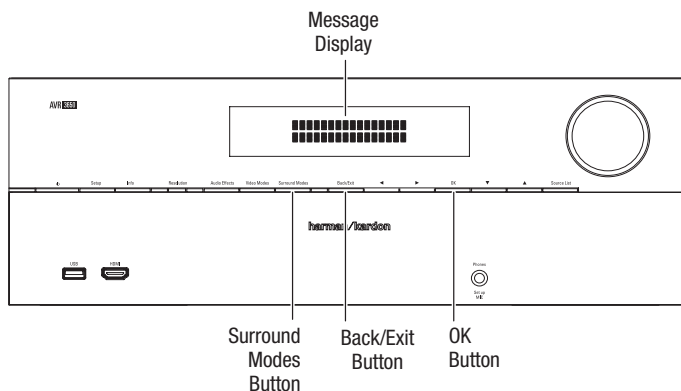 Message
Display
AVR 3650
Setup Info Resolution Audio Effects Video Modes Surround Modes Back/Exit OK Source List
harman/kardon
USB HDMI
Phones
Set up
MIC
Surround
Modes
Button
Back/Exit
Button
OK
Button